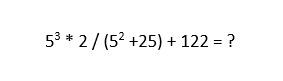 5³ * 2 / (5² +25) + 122 = ?